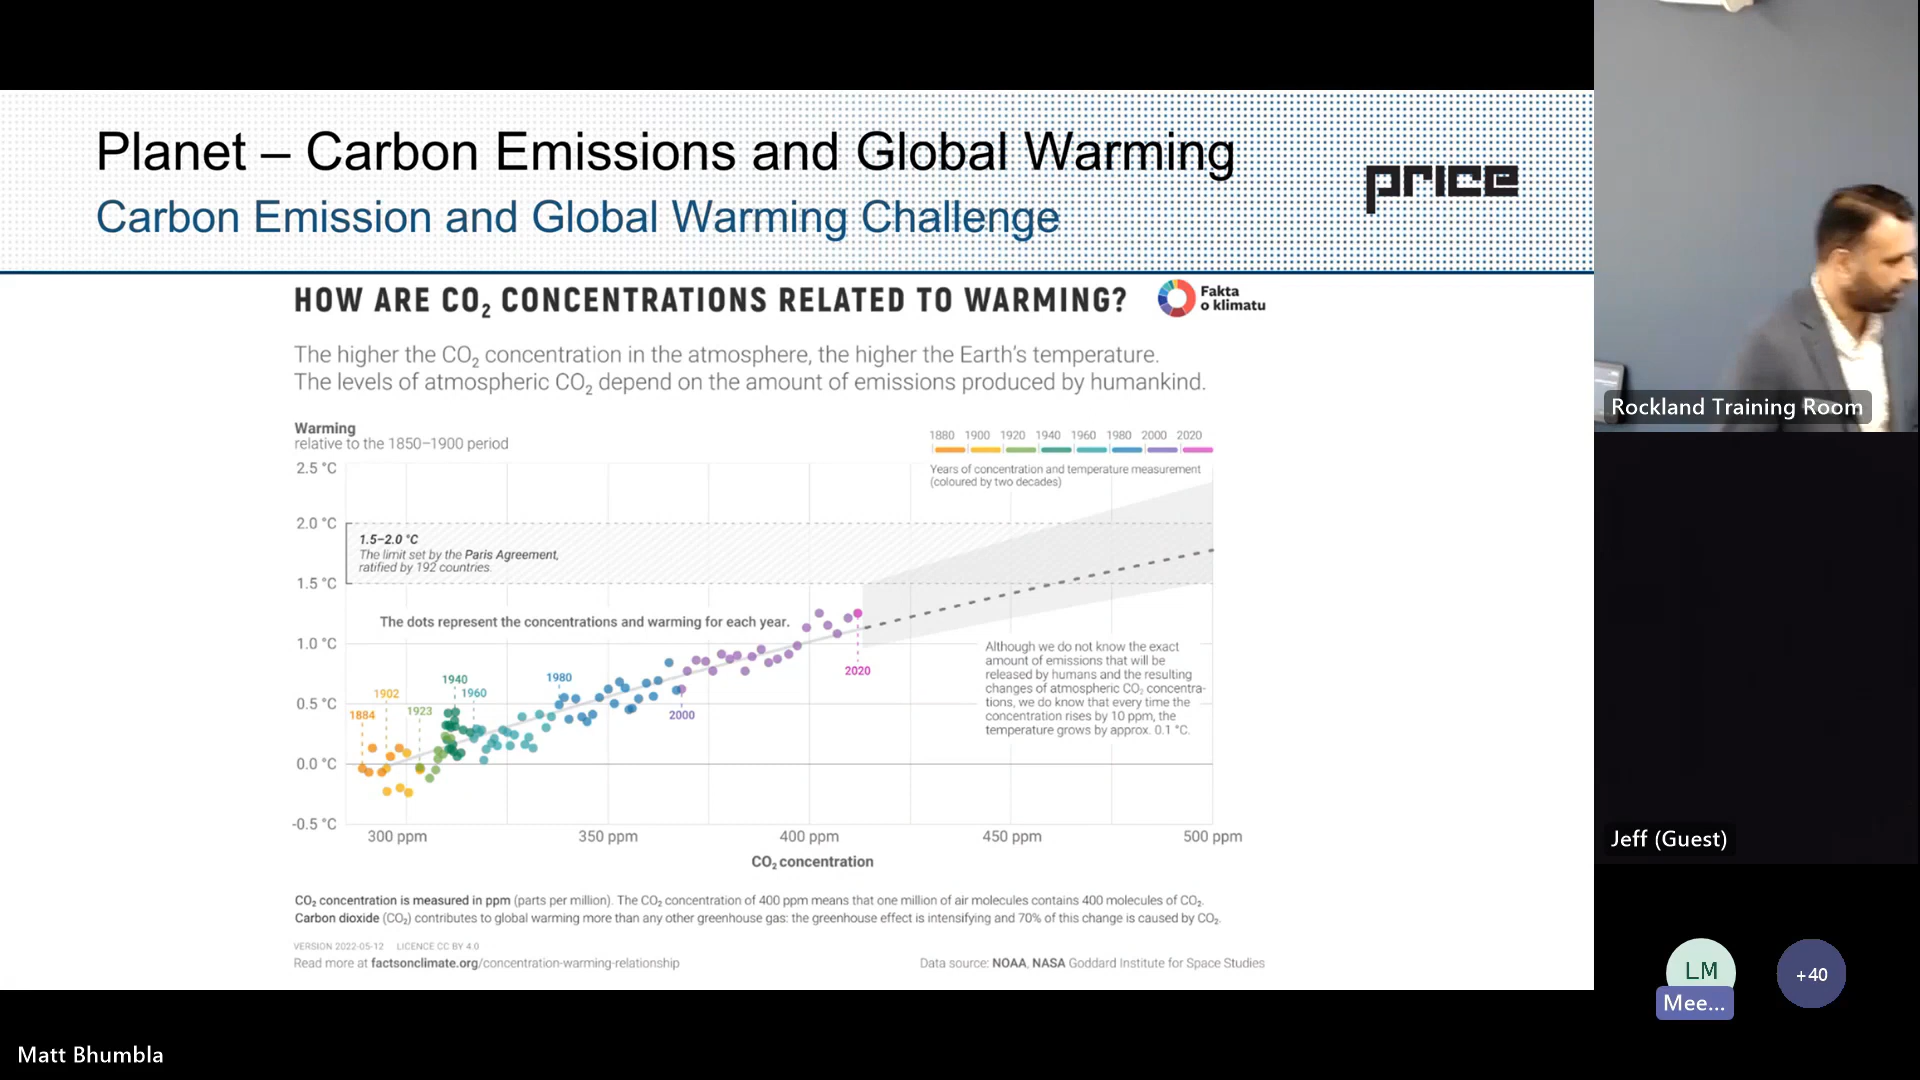 Planet – Carbon Emissions and Global Warming
Carbon Emission and Global Warming Challenge
price
HOW ARE CO₂ CONCENTRATIONS RELATED TO WARMING?
Fakta
o klimatu
The higher the CO₂ concentration in the atmosphere, the higher the Earth's temperature.
The levels of atmospheric CO₂ depend on the amount of emissions produced by humankind.
Warming
relative to the 1850–1900 period
1880 1900 1920 1940 1960 1980 2000 2020
Years of concentration and temperature measurement
(coloured by two decades)
2.5 °C
2.0 °C
1.5–2.0 °C
The limit set by the Paris Agreement,
ratified by 192 countries.
1.5 °C
The dots represent the concentrations and warming for each year.
1.0 °C
Although we do not know the exact
amount of emissions that will be
released by humans and the resulting
changes of atmospheric CO₂ concentra-
tions, we do know that every time the
concentration rises by 10 ppm, the
temperature grows by approx. 0.1 °C.
2020
1980
1940
1960
1902
1923
1884
2000
0.5 °C
0.0 °C
-0.5 °C
300 ppm 350 ppm 400 ppm 450 ppm 500 ppm
CO₂ concentration
CO₂ concentration is measured in ppm (parts per million). The CO₂ concentration of 400 ppm means that one million of air molecules contains 400 molecules of CO₂.
Carbon dioxide (CO₂) contributes to global warming more than any other greenhouse gas: the greenhouse effect is intensifying and 70% of this change is caused by CO₂.
VERSION 2022-05-12 LICENCE CC BY 4.0
Read more at factsonclimate.org/concentration-warming-relationship
Data source: NOAA, NASA Goddard Institute for Space Studies
Rockland Training Room
Jeff (Guest)
LM
+40
Mee...
Matt Bhumbla